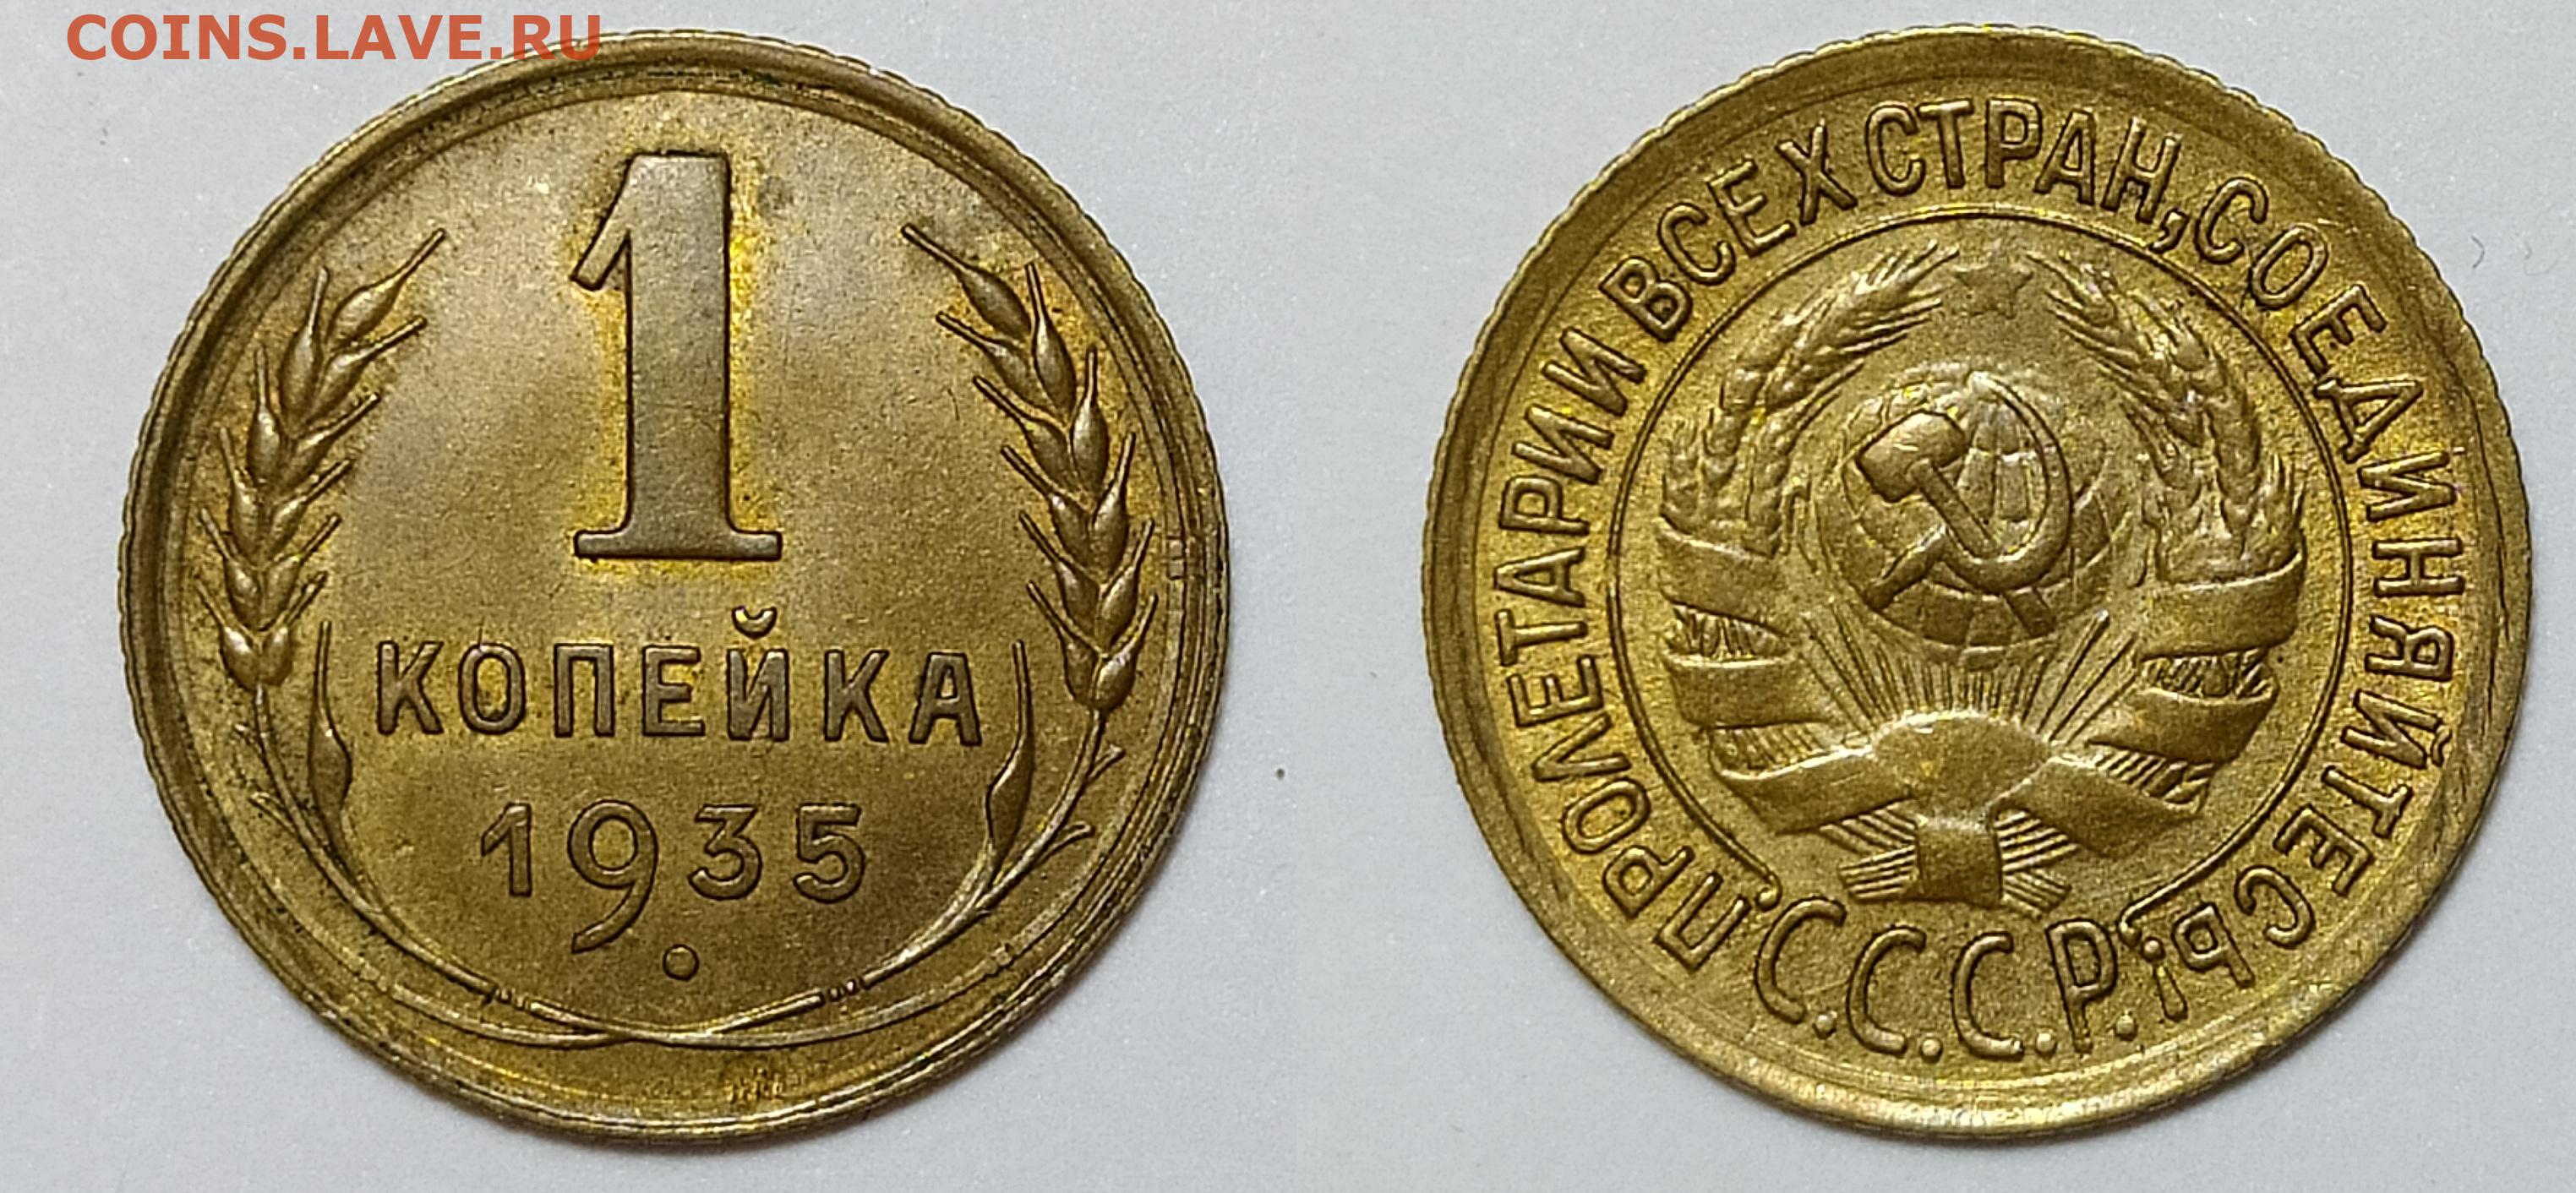 COINS.LAVE.RU
1
КОПЕЙКА
1935
ПРОЛЕТАРИИ ВСЕХ СТРАН, СОЕДИНЯЙТЕСЬ!
С.С.С.Р.